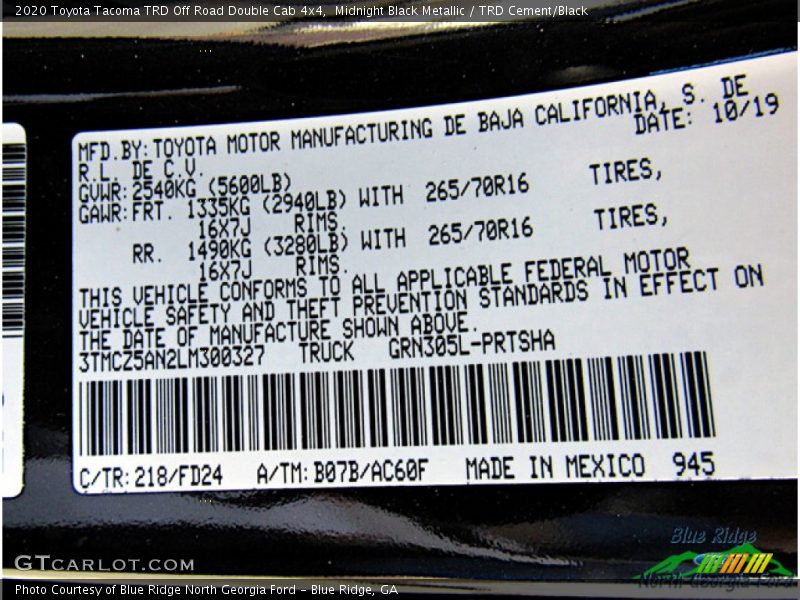 2020 Toyota Tacoma TRD Off Road Double Cab 4x4, Midnight Black Metallic / TRD Cement/Black
MFD.BY:TOYOTA MOTOR MANUFACTURING DE BAJA CALIFORNIA, S. DE
R.L. DE C.V. DATE: 10/19
GVWR:2540KG (5600LB)
GAWR:FRT. 1335KG (2940LB) WITH 265/70R16 TIRES,
16X7J RIMS.
RR. 1490KG (3280LB) WITH 265/70R16 TIRES,
16X7J RIMS.
THIS VEHICLE CONFORMS TO ALL APPLICABLE FEDERAL MOTOR
VEHICLE SAFETY AND THEFT PREVENTION STANDARDS IN EFFECT ON
THE DATE OF MANUFACTURE SHOWN ABOVE.
3TMCZ5AN2LM300327 TRUCK GRN305L-PRTSHA
C/TR:218/FD24 A/TM:B07B/AC60F MADE IN MEXICO 945
Blue Ridge
North Georgia Ford
GTcarlot.com
Photo Courtesy of Blue Ridge North Georgia Ford - Blue Ridge, GA